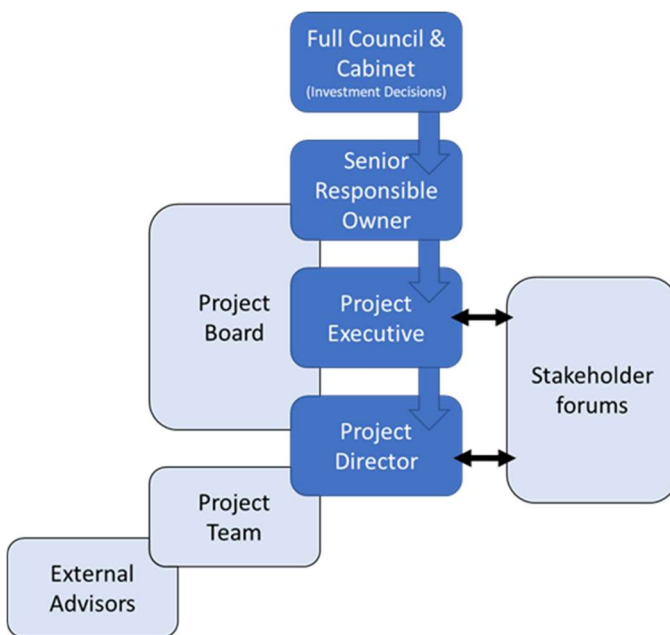 Full Council &
Cabinet
(Investment Decisions)
Senior
Responsible
Owner
Project
Board
Project
Executive
Stakeholder
forums
Project
Director
Project
Team
External
Advisors